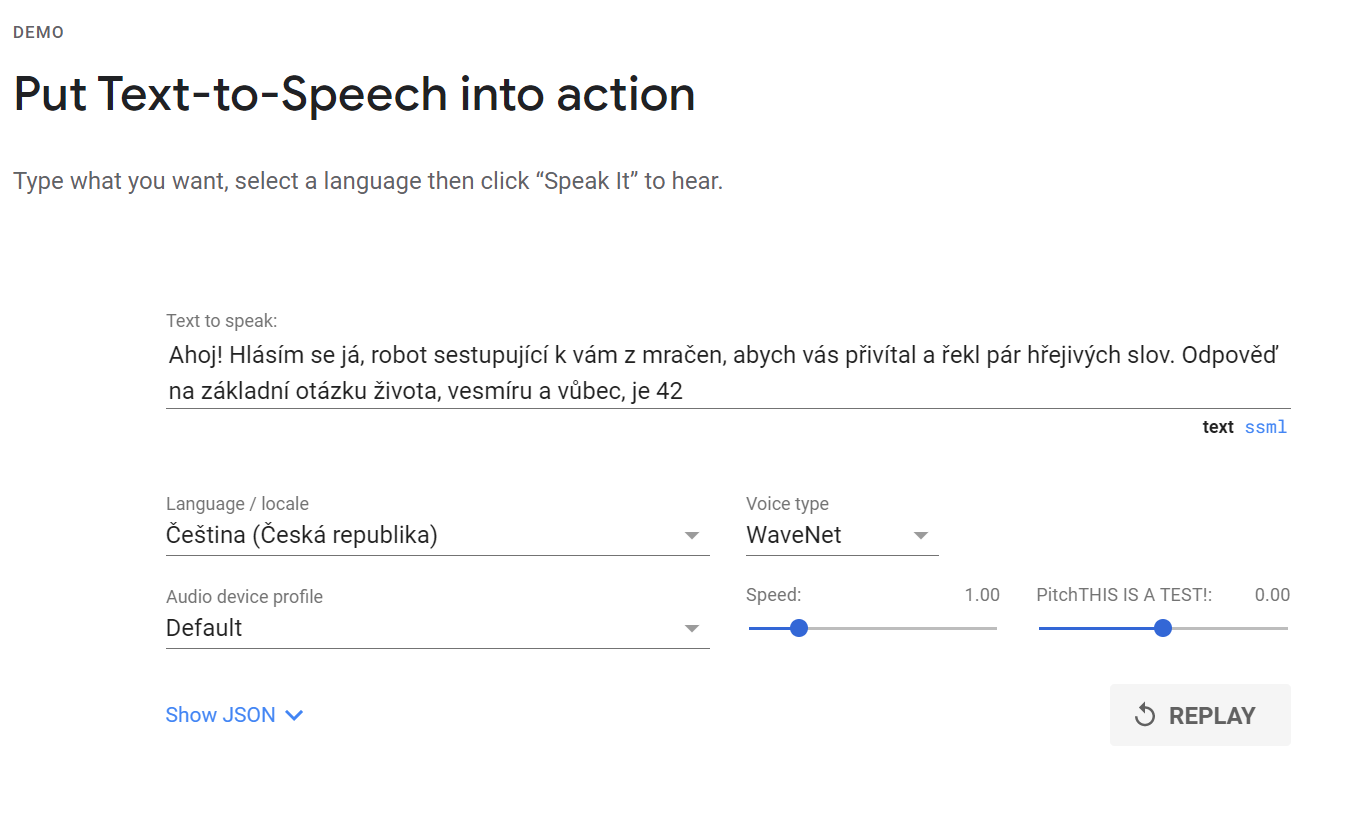 DEMO
Put Text-to-Speech into action
Type what you want, select a language then click “Speak It” to hear.
Text to speak:
Ahoj! Hlásím se já, robot sestupující k vám z mračen, abych vás přivítal a řekl pár hřejivých slov. Odpověď
na základní otázku života, vesmíru a vůbec, je 42
text ssml
Language / locale
Voice type
Čeština (Česká republika)
WaveNet
Audio device profile
Speed: 1.00
PitchTHIS IS A TEST!: 0.00
Default
Show JSON
REPLAY